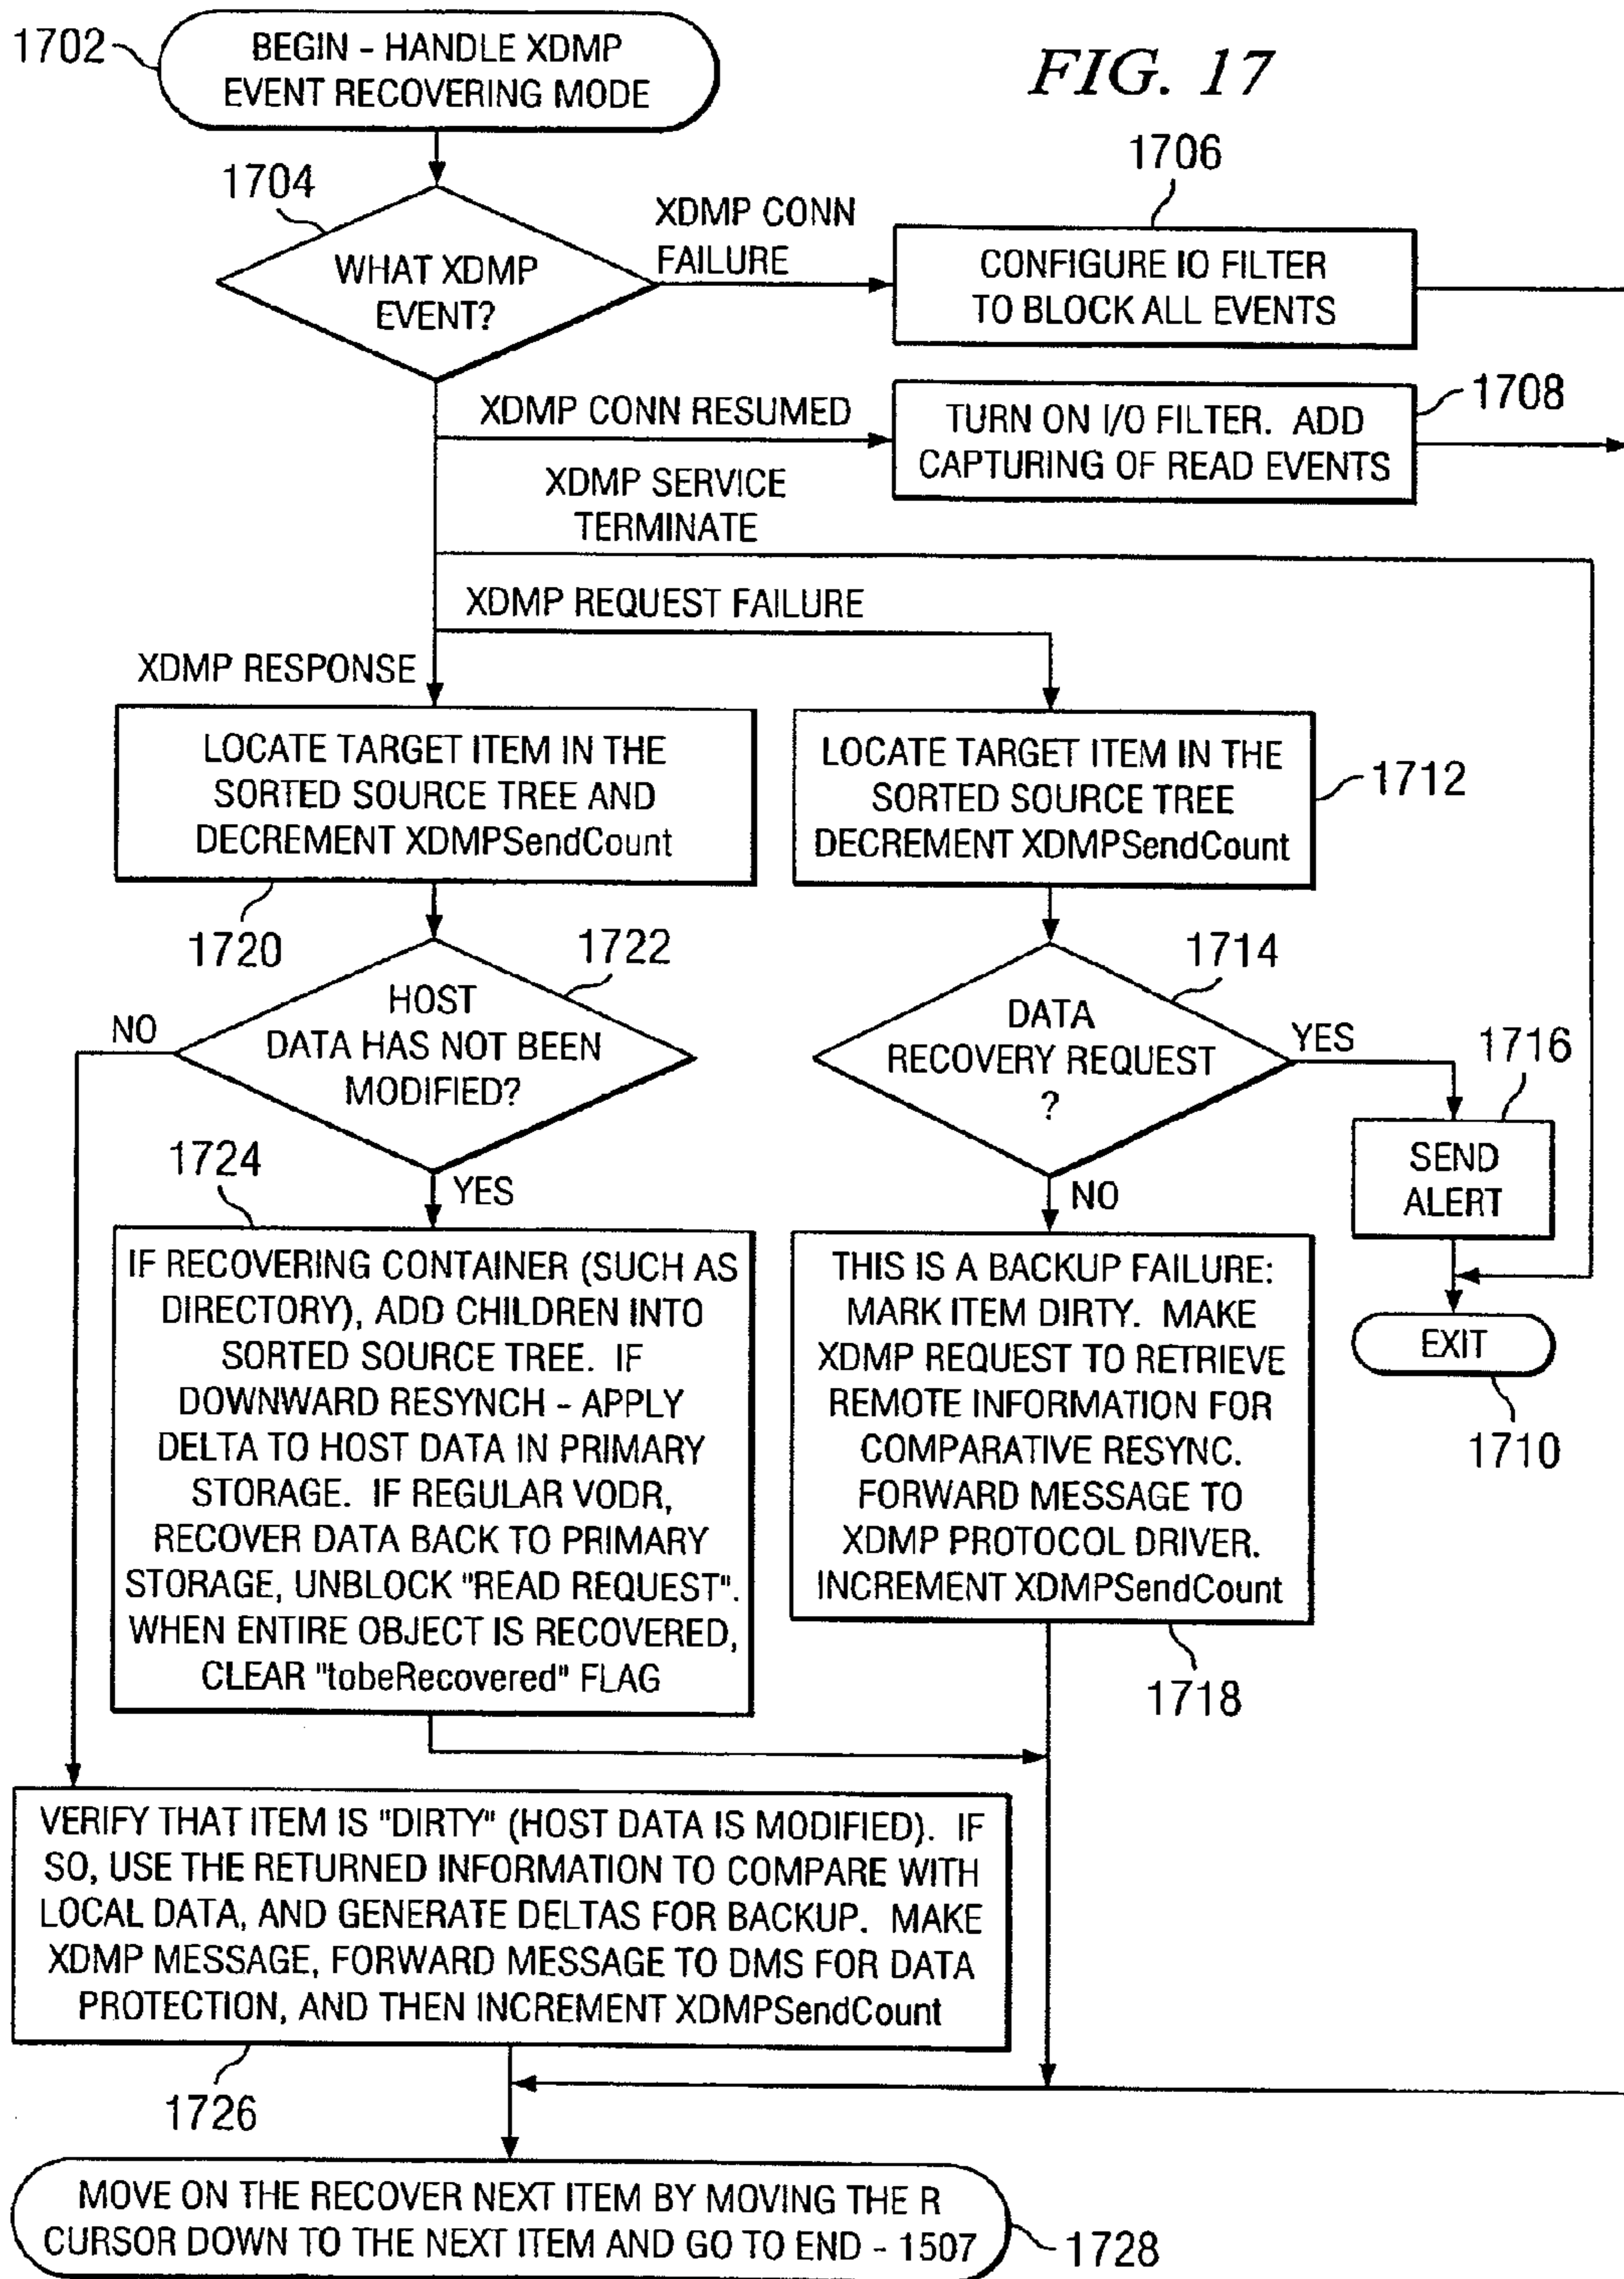 1702
BEGIN - HANDLE XDMP
EVENT RECOVERING MODE
FIG. 17
1704
WHAT XDMP
EVENT?
XDMP CONN
FAILURE
1706
CONFIGURE IO FILTER
TO BLOCK ALL EVENTS
XDMP CONN RESUMED
1708
TURN ON I/O FILTER. ADD
CAPTURING OF READ EVENTS
XDMP SERVICE
TERMINATE
XDMP REQUEST FAILURE
XDMP RESPONSE
LOCATE TARGET ITEM IN THE
SORTED SOURCE TREE AND
DECREMENT XDMPSendCount
1720
LOCATE TARGET ITEM IN THE
SORTED SOURCE TREE
DECREMENT XDMPSendCount
1712
1722
HOST
DATA HAS NOT BEEN
MODIFIED?
NO
YES
1714
DATA
RECOVERY REQUEST
?
YES
NO
1716
SEND
ALERT
EXIT
1710
1724
IF RECOVERING CONTAINER (SUCH AS
DIRECTORY), ADD CHILDREN INTO
SORTED SOURCE TREE. IF
DOWNWARD RESYNCH - APPLY
DELTA TO HOST DATA IN PRIMARY
STORAGE. IF REGULAR VODR,
RECOVER DATA BACK TO PRIMARY
STORAGE, UNBLOCK "READ REQUEST".
WHEN ENTIRE OBJECT IS RECOVERED,
CLEAR "tobeRecovered" FLAG
THIS IS A BACKUP FAILURE:
MARK ITEM DIRTY. MAKE
XDMP REQUEST TO RETRIEVE
REMOTE INFORMATION FOR
COMPARATIVE RESYNC.
FORWARD MESSAGE TO
XDMP PROTOCOL DRIVER.
INCREMENT XDMPSendCount
1718
VERIFY THAT ITEM IS "DIRTY" (HOST DATA IS MODIFIED). IF
SO, USE THE RETURNED INFORMATION TO COMPARE WITH
LOCAL DATA, AND GENERATE DELTAS FOR BACKUP. MAKE
XDMP MESSAGE, FORWARD MESSAGE TO DMS FOR DATA
PROTECTION, AND THEN INCREMENT XDMPSendCount
1726
MOVE ON THE RECOVER NEXT ITEM BY MOVING THE R
CURSOR DOWN TO THE NEXT ITEM AND GO TO END - 1507
1728